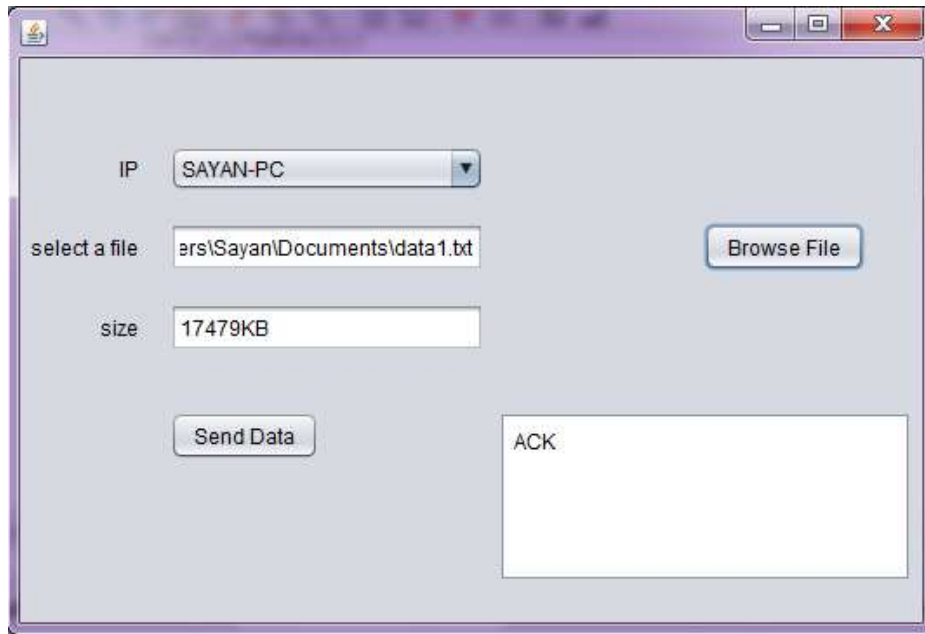 IP
SAYAN-PC
select a file
ers\Sayan\Documents\data1.txt
Browse File
size
17479KB
Send Data
ACK